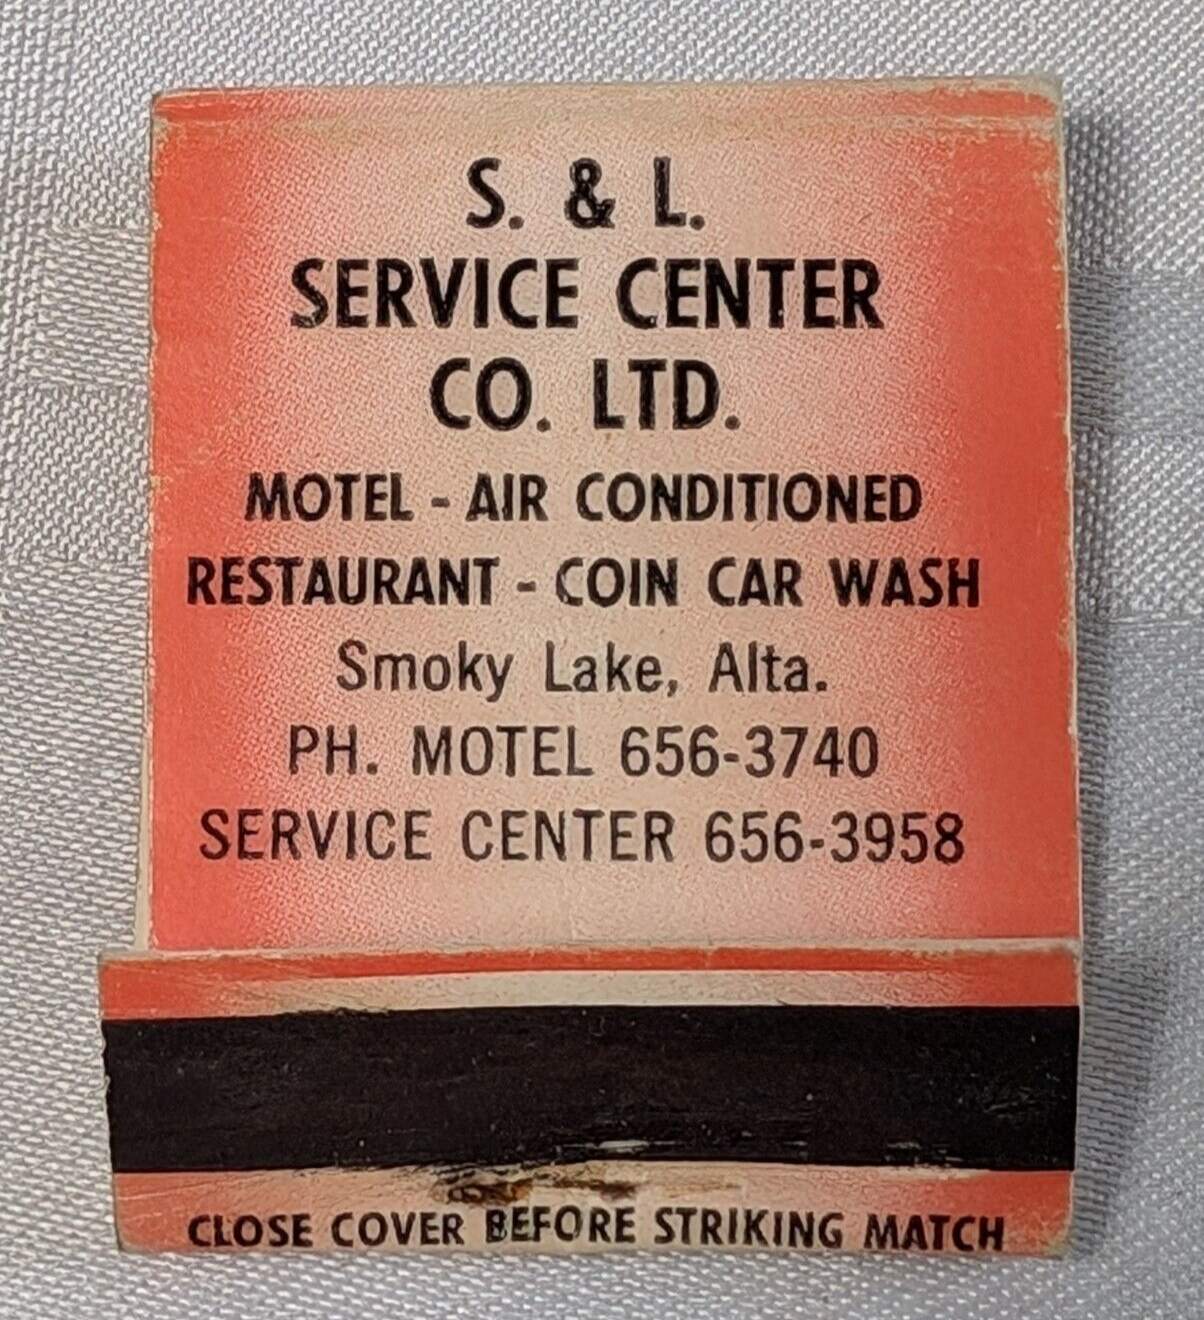 S. & L.
SERVICE CENTER
CO. LTD.
MOTEL - AIR CONDITIONED
RESTAURANT - COIN CAR WASH
Smoky Lake, Alta.
PH. MOTEL 656-3740
SERVICE CENTER 656-3958
CLOSE COVER BEFORE STRIKING MATCH